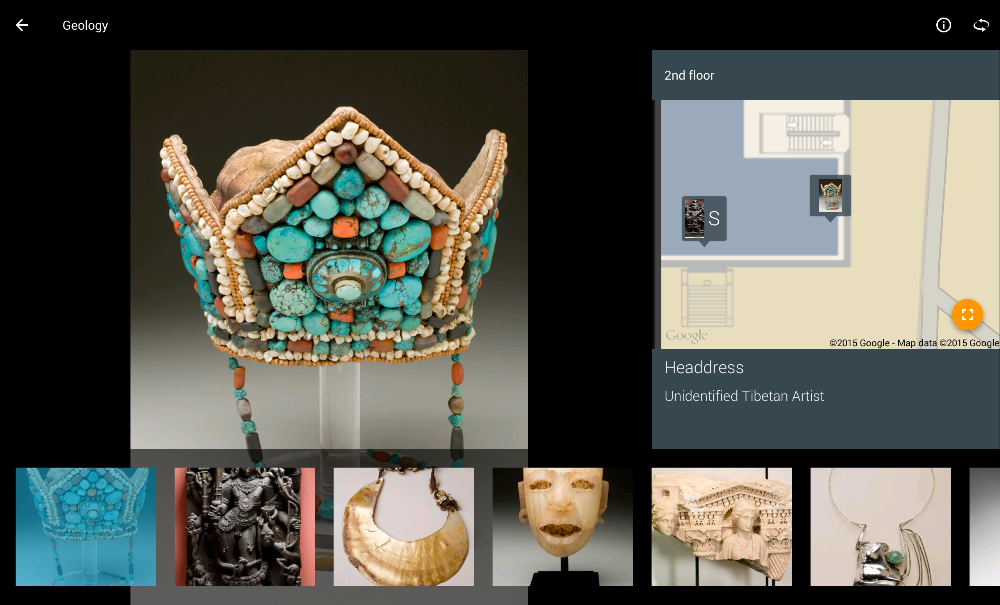 Geology
2nd floor
S
Google
©2015 Google - Map data ©2015 Google
Headdress
Unidentified Tibetan Artist